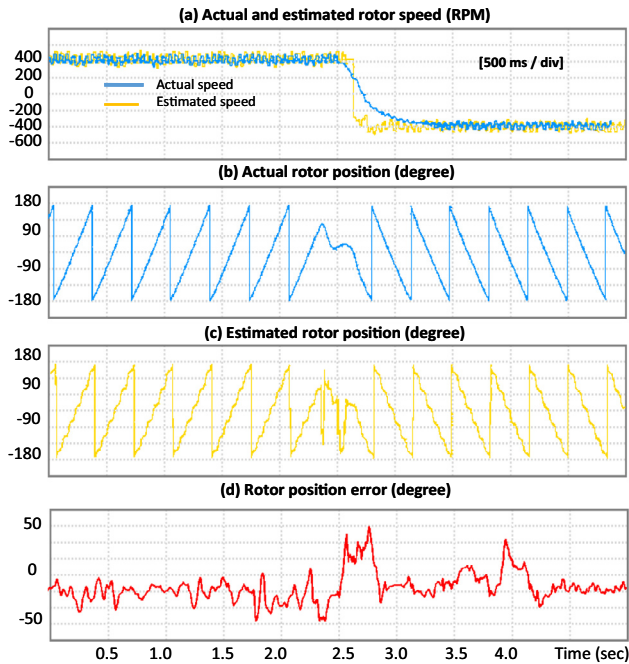 (a) Actual and estimated rotor speed (RPM)
400
200
0
-200
-400
-600
[500 ms / div]
Actual speed
Estimated speed
(b) Actual rotor position (degree)
180
90
-90
-180
(c) Estimated rotor position (degree)
180
90
-90
-180
(d) Rotor position error (degree)
50
0
-50
0.5 1.0 1.5 2.0 2.5 3.0 3.5 4.0 Time (sec)